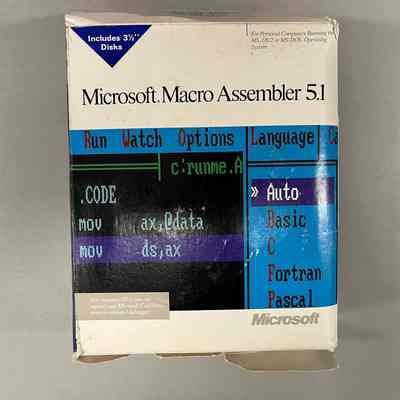 Includes 3½"
Disks
For Personal Computers Running the
MS-OS/2 or MS-DOS Operating
System
Microsoft Macro Assembler 5.1
Run Watch Options
Language
c:runme.A
.CODE
mov ax,@data
mov ds,ax
» Auto
Basic
C
Fortran
Pascal
Microsoft